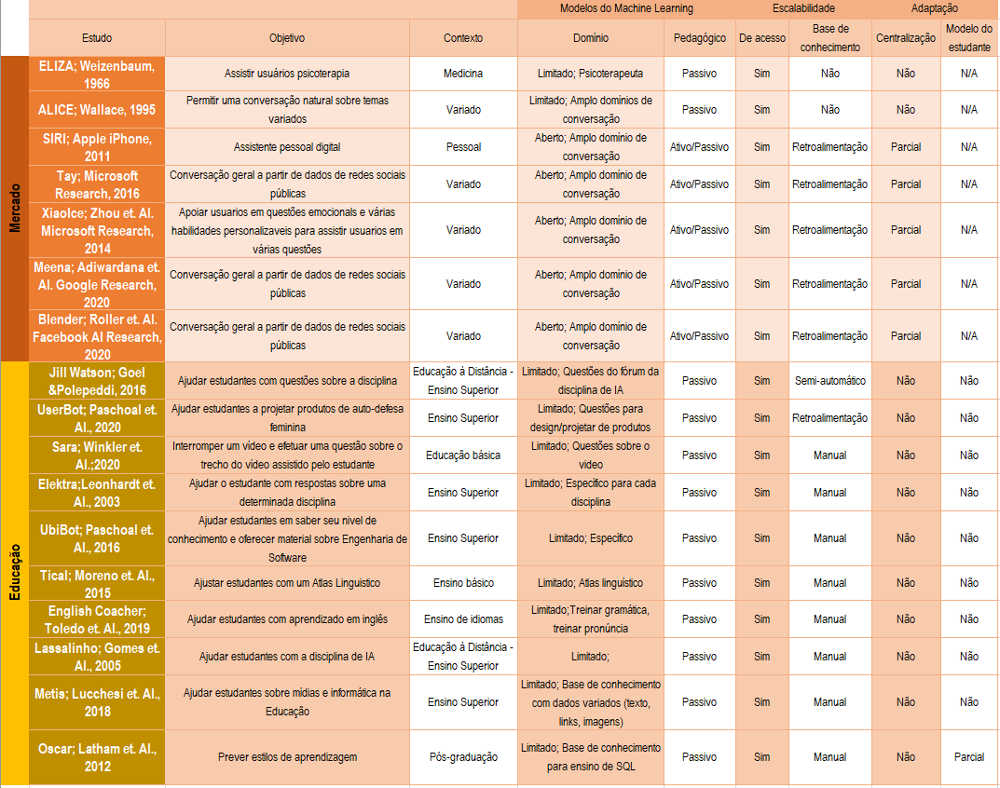 Modelos do Machine Learning Escalabilidade Adaptação
Estudo Objetivo Contexto Domínio Pedagógico De acesso Base de conhecimento Centralização Modelo do estudante
Mercado
ELIZA; Weizenbaum, 1966 Assistir usuários psicoterapia Medicina Limitado; Psicoterapeuta Passivo Sim Não Não N/A
ALICE; Wallace, 1995 Permitir uma conversação natural sobre temas variados Variado Limitado; Amplo domínios de conversação Passivo Sim Não Não N/A
SIRI; Apple iPhone, 2011 Assistente pessoal digital Pessoal Aberto; Amplo domínio de conversação Ativo/Passivo Sim Retroalimentação Parcial N/A
Tay; Microsoft Research, 2016 Conversação geral a partir de dados de redes sociais públicas Variado Aberto; Amplo domínio de conversação Ativo/Passivo Sim Retroalimentação Parcial N/A
XiaoIce; Zhou et. Al. Microsoft Research, 2014 Apoiar usuarios em questões emocionais e várias habilidades personalizaveis para assistir usuarios em várias questões Variado Aberto; Amplo domínio de conversação Ativo/Passivo Sim Retroalimentação Parcial N/A
Meena; Adiwardana et. Al. Google Research, 2020 Conversação geral a partir de dados de redes sociais públicas Variado Aberto; Amplo domínio de conversação Ativo/Passivo Sim Retroalimentação Parcial N/A
Blender; Roller et. Al. Facebook AI Research, 2020 Conversação geral a partir de dados de redes sociais públicas Variado Aberto; Amplo domínio de conversação Ativo/Passivo Sim Retroalimentação Parcial N/A
Educação
Jill Watson; Goel &Polepeddi, 2016 Ajudar estudantes com questões sobre a disciplina Educação á Distância - Ensino Superior Limitado; Questões do fórum da disciplina de IA Passivo Sim Semi-automático Não Não
UserBot; Paschoal et. Al., 2020 Ajudar estudantes a projetar produtos de auto-defesa feminina Ensino Superior Limitado; Questões para design/projetar de produtos Passivo Sim Retroalimentação Não Não
Sara; Winkler et. Al.;2020 Interromper um vídeo e efetuar uma questão sobre o trecho do vídeo assistido pelo estudante Educação básica Limitado; Questões sobre o video Passivo Sim Manual Não Não
Elektra;Leonhardt et. Al., 2003 Ajudar o estudante com respostas sobre uma determinada disciplina Ensino Superior Limitado; Específico para cada disciplina Passivo Sim Manual Não Não
UbiBot; Paschoal et. Al., 2016 Ajudar estudantes em saber seu nivel de conhecimento e oferecer material sobre Engenharia de Software Ensino Superior Limitado; Específico Passivo Sim Manual Não Não
Tical; Moreno et. Al., 2015 Ajustar estudantes com um Atlas Linguistico Ensino básico Limitado; Atlas linguístico Passivo Sim Manual Não Não
English Coacher; Toledo et. Al., 2019 Ajudar estudantes com aprendizado em inglês Ensino de idiomas Limitado;Treinar gramática, treinar pronúncia Passivo Sim Manual Não Não
Lassalinho; Gomes et. Al., 2005 Ajudar estudantes com a disciplina de IA Educação á Distância - Ensino Superior Limitado; Passivo Sim Manual Não Não
Metis; Lucchesi et. Al., 2018 Ajudar estudantes sobre mídias e informática na Educação Ensino Superior Limitado; Base de conhecimento com dados variados (texto, links, imagens) Passivo Sim Manual Não Não
Oscar; Latham et. Al., 2012 Prever estilos de aprendizagem Pós-graduação Limitado; Base de conhecimento para ensino de SQL Passivo Sim Manual Não Parcial